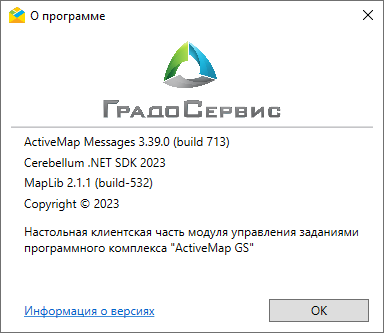 О программе
ГРАДОСЕРВИС
ActiveMap Messages 3.39.0 (build 713)
Cerebellum .NET SDK 2023
MapLib 2.1.1 (build-532)
Copyright © 2023
Настольная клиентская часть модуля управления заданиями
программного комплекса "ActiveMap GS"
Информация о версиях
ОК